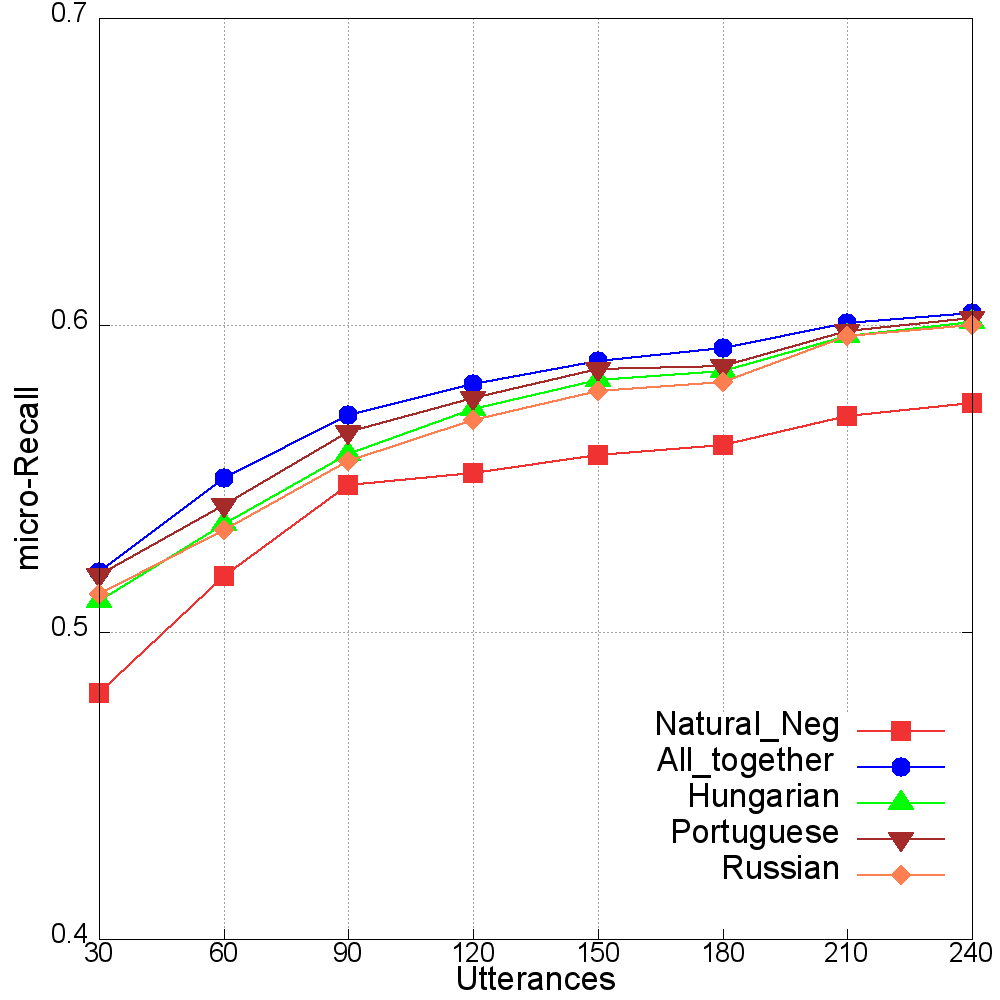 0.7
0.6
0.5
0.4
micro-Recall
Natural_Neg
All_together
Hungarian
Portuguese
Russian
30 60 90 120 150 180 210 240
Utterances